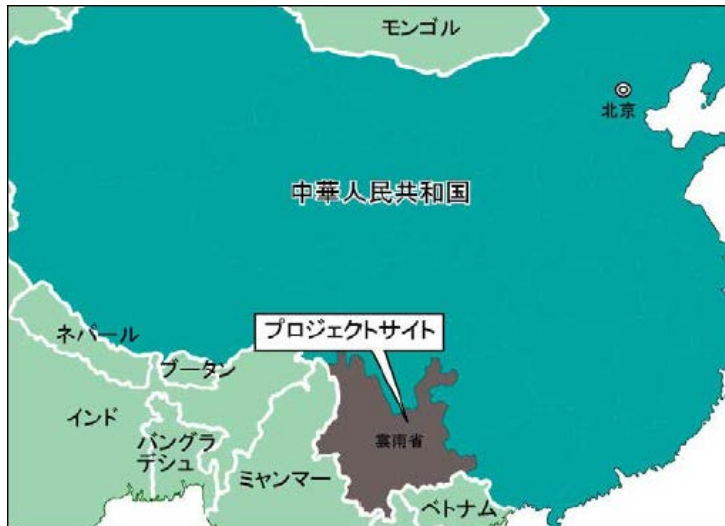 モンゴル
北京
中華人民共和国
プロジェクトサイト
ネパール
ブータン
インド
バングラ
デシュ
ミャンマー
雲南省
ベトナム